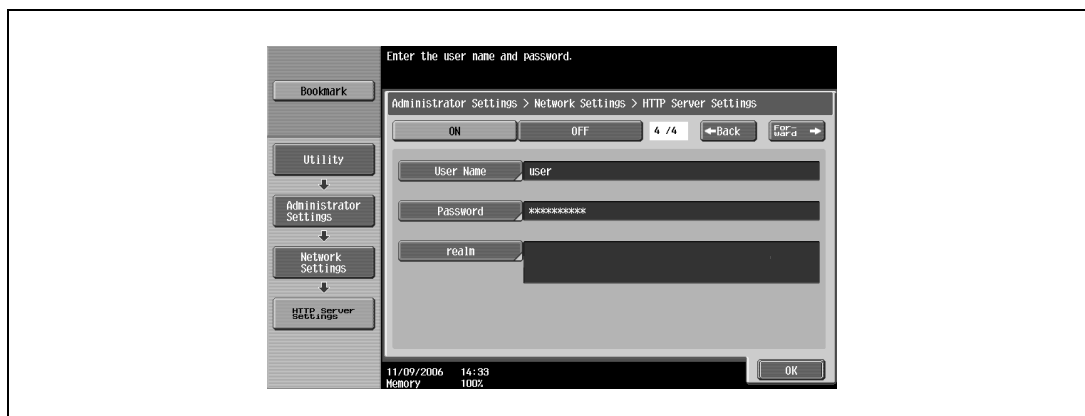 Enter the user name and password.
Bookmark
Administrator Settings > Network Settings > HTTP Server Settings
ON
OFF
4 /4
←Back
For-
ward →
Utility
User Name
user
Administrator
Settings
Password
**********
Network
Settings
realm
HTTP Server
Settings
11/09/2006 14:33
Memory 100%
OK